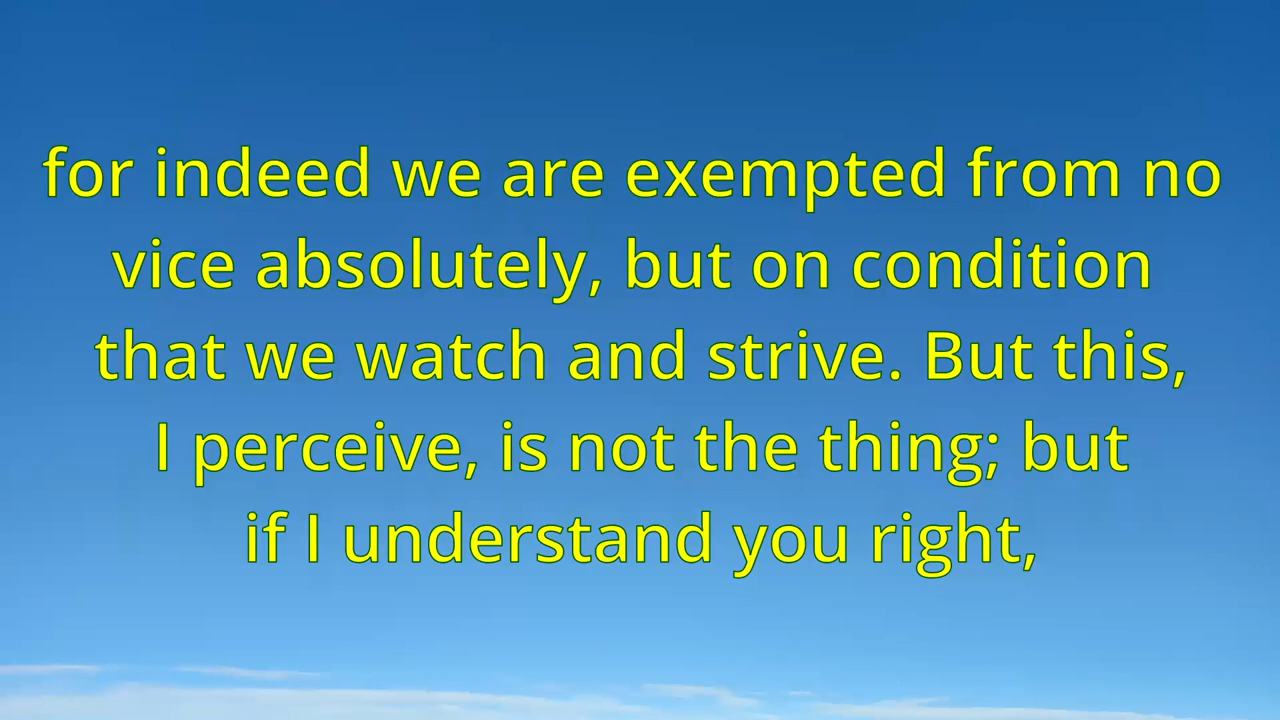 for indeed we are exempted from no
vice absolutely, but on condition
that we watch and strive. But this,
I perceive, is not the thing; but
if I understand you right,